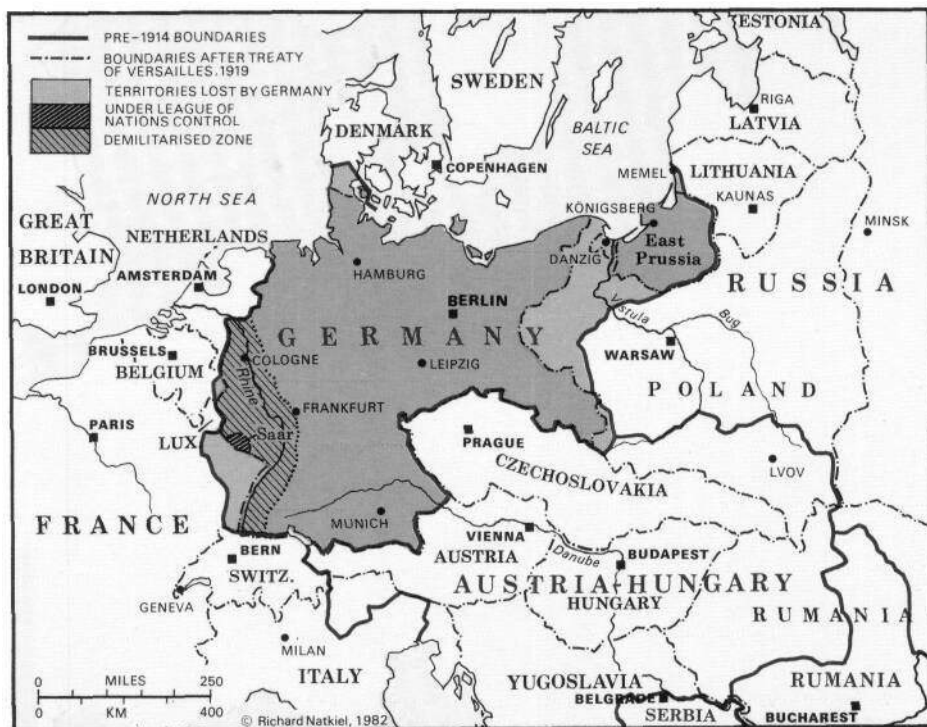 PRE-1914 BOUNDARIES
BOUNDARIES AFTER TREATY
OF VERSAILLES.1919
TERRITORIES LOST BY GERMANY
UNDER LEAGUE OF
NATIONS CONTROL
DEMILITARISED ZONE
ESTONIA
SWEDEN
RIGA
LATVIA
DENMARK
BALTIC
SEA
COPENHAGEN
MEMEL
LITHUANIA
KAUNAS
NORTH SEA
KÖNIGSBERG
MINSK
GREAT
BRITAIN
NETHERLANDS
East
Prussia
DANZIG
HAMBURG
AMSTERDAM
LONDON
RUSSIA
BERLIN
Vistula
Bug
GERMANY
WARSAW
BRUSSELS
BELGIUM
COLOGNE
LEIPZIG
Rhine
POLAND
FRANKFURT
PARIS
LUX
Saar
PRAGUE
CZECHOSLOVAKIA
LVOV
FRANCE
MUNICH
VIENNA
AUSTRIA
Danube
BUDAPEST
BERN
SWITZ.
AUSTRIA-HUNGARY
HUNGARY
GENEVA
RUMANIA
MILAN
ITALY
YUGOSLAVIA
BELGRADE
SERBIA
RUMANIA
BUCHAREST
0 MILES 250
KM 400
© Richard Natkiel, 1982